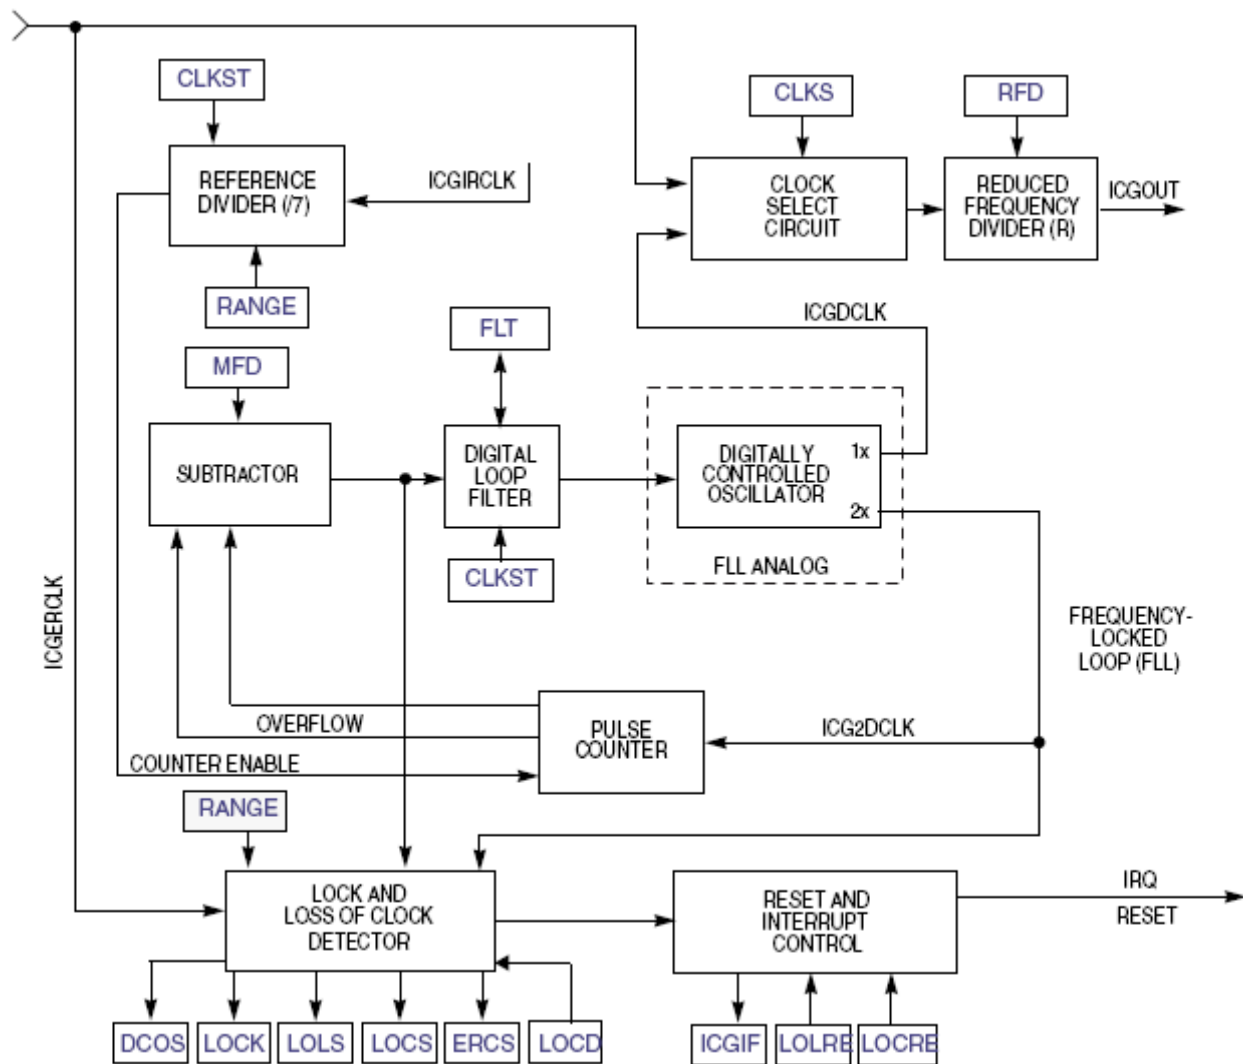 CLKST
CLKS
RFD
REFERENCE
DIVIDER (/7)
ICGIRCLK
CLOCK
SELECT
CIRCUIT
REDUCED
FREQUENCY
DIVIDER (R)
ICGOUT
RANGE
ICGDCLK
FLT
MFD
SUBTRACTOR
DIGITAL
LOOP
FILTER
DIGITALLY
CONTROLLED
OSCILLATOR
1x
2x
FLL ANALOG
CLKST
ICGERCLK
FREQUENCY-
LOCKED
LOOP (FLL)
OVERFLOW
PULSE
COUNTER
ICG2DCLK
COUNTER ENABLE
RANGE
LOCK AND
LOSS OF CLOCK
DETECTOR
RESET AND
INTERRUPT
CONTROL
IRQ
RESET
DCOS
LOCK
LOLS
LOCS
ERCS
LOCD
ICGIF
LOLRE
LOCRE